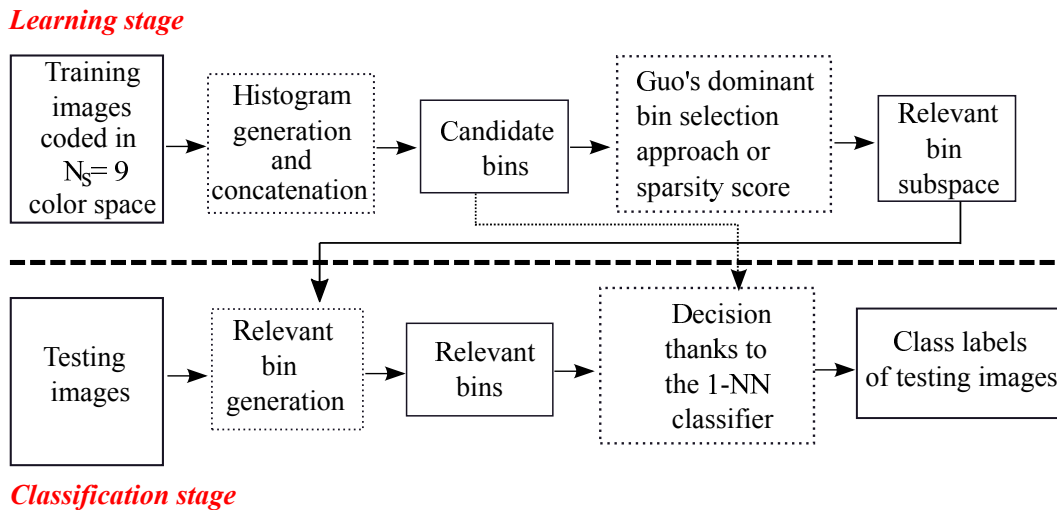 Learning stage
Training
images
coded in
Ns= 9
color space
Histogram
generation
and
concatenation
Candidate
bins
Guo's dominant
bin selection
approach or
sparsity score
Relevant
bin
subspace
Testing
images
Relevant
bin
generation
Relevant
bins
Decision
thanks to
the 1-NN
classifier
Class labels
of testing images
Classification stage